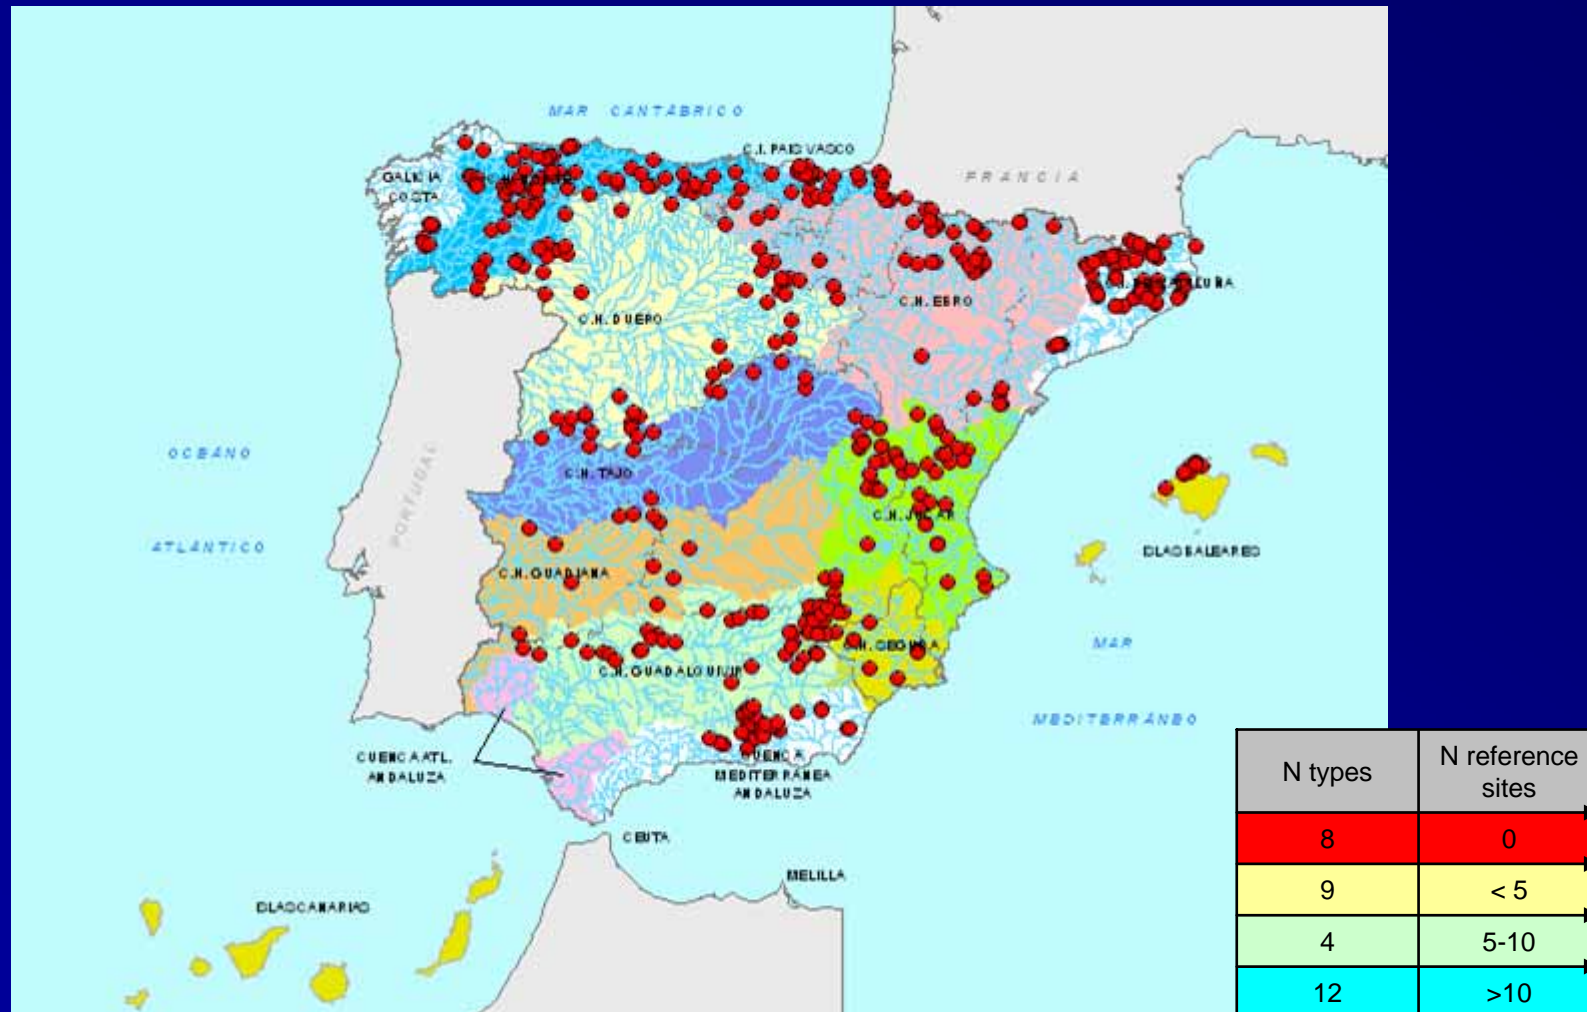 MAR CANTÁBRICO
C.I. PAIS VASCO
GALICIA
COSTA
FRANCIA
C.H. EBRO
C.H. DUERO
OCEÁNO
PORTUGAL
C.H. TAJO
C.H. JUCAR
ATLÁNTICO
ISLAS BALEARES
C.H. GUADIANA
C.H. SEGURA
MAR
C.H. GUADALQUIVIR
MEDITERRÁNEO
CUENCA ATL.
ANDALUZA
CUENCA
MEDITERRÁNEA
ANDALUZA
CEUTA
MELILLA
ISLAS CANARIAS
N types
N reference
sites
8 0
9 < 5
4 5-10
12 >10